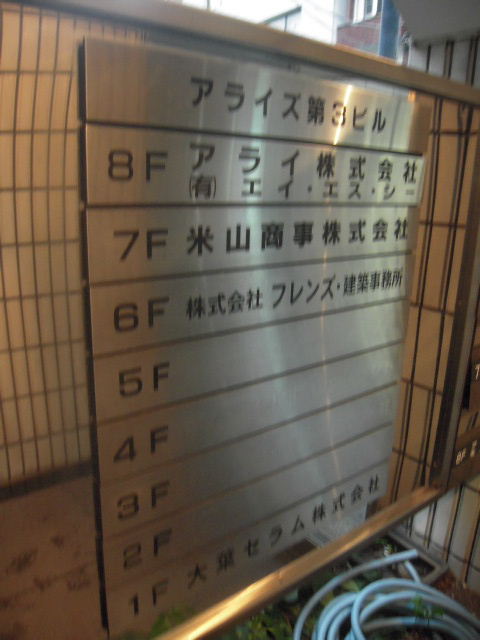 アライズ第3ビル
8F アライ株式会社
(有) エイ・エス・シー
7F 米山商事株式会社
6F 株式会社 フレンズ・建築事務所
5F
4F
3F
2F
1F 大葉セラム株式会社